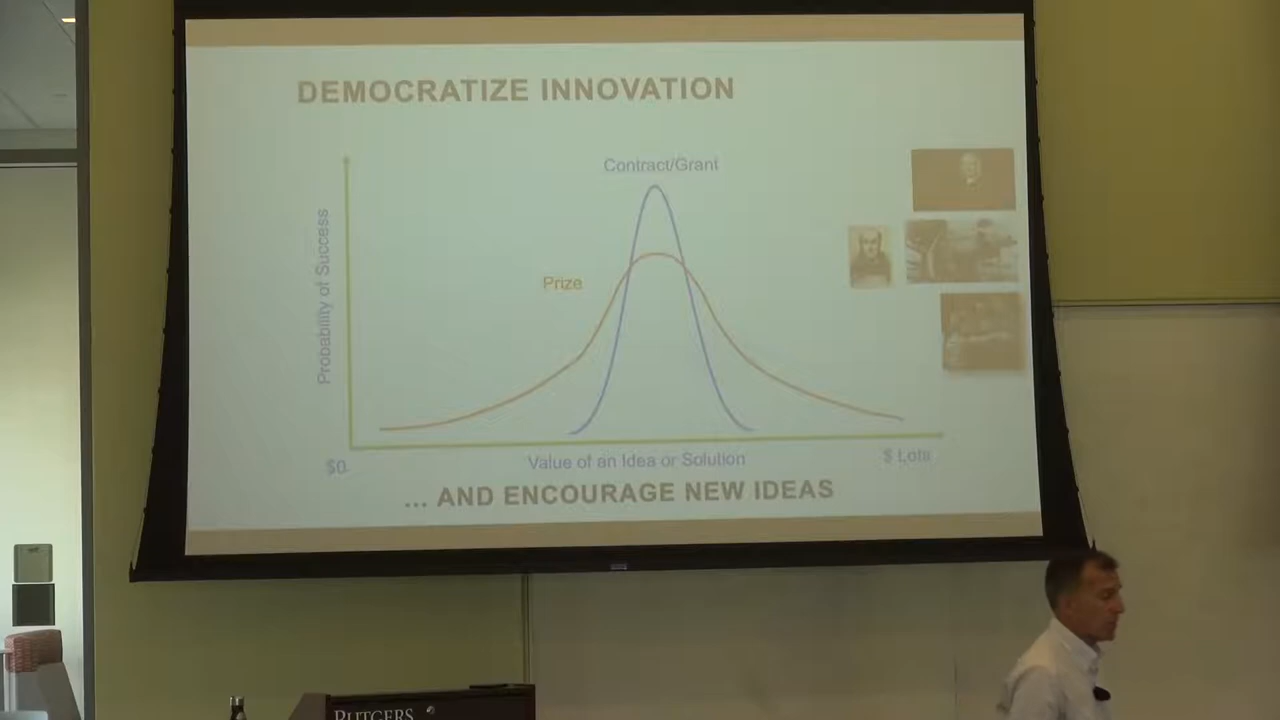 DEMOCRATIZE INNOVATION
Contract/Grant
Prize
Probability of Success
$0
Value of an Idea or Solution
$ Lots
... AND ENCOURAGE NEW IDEAS
RUTGERS